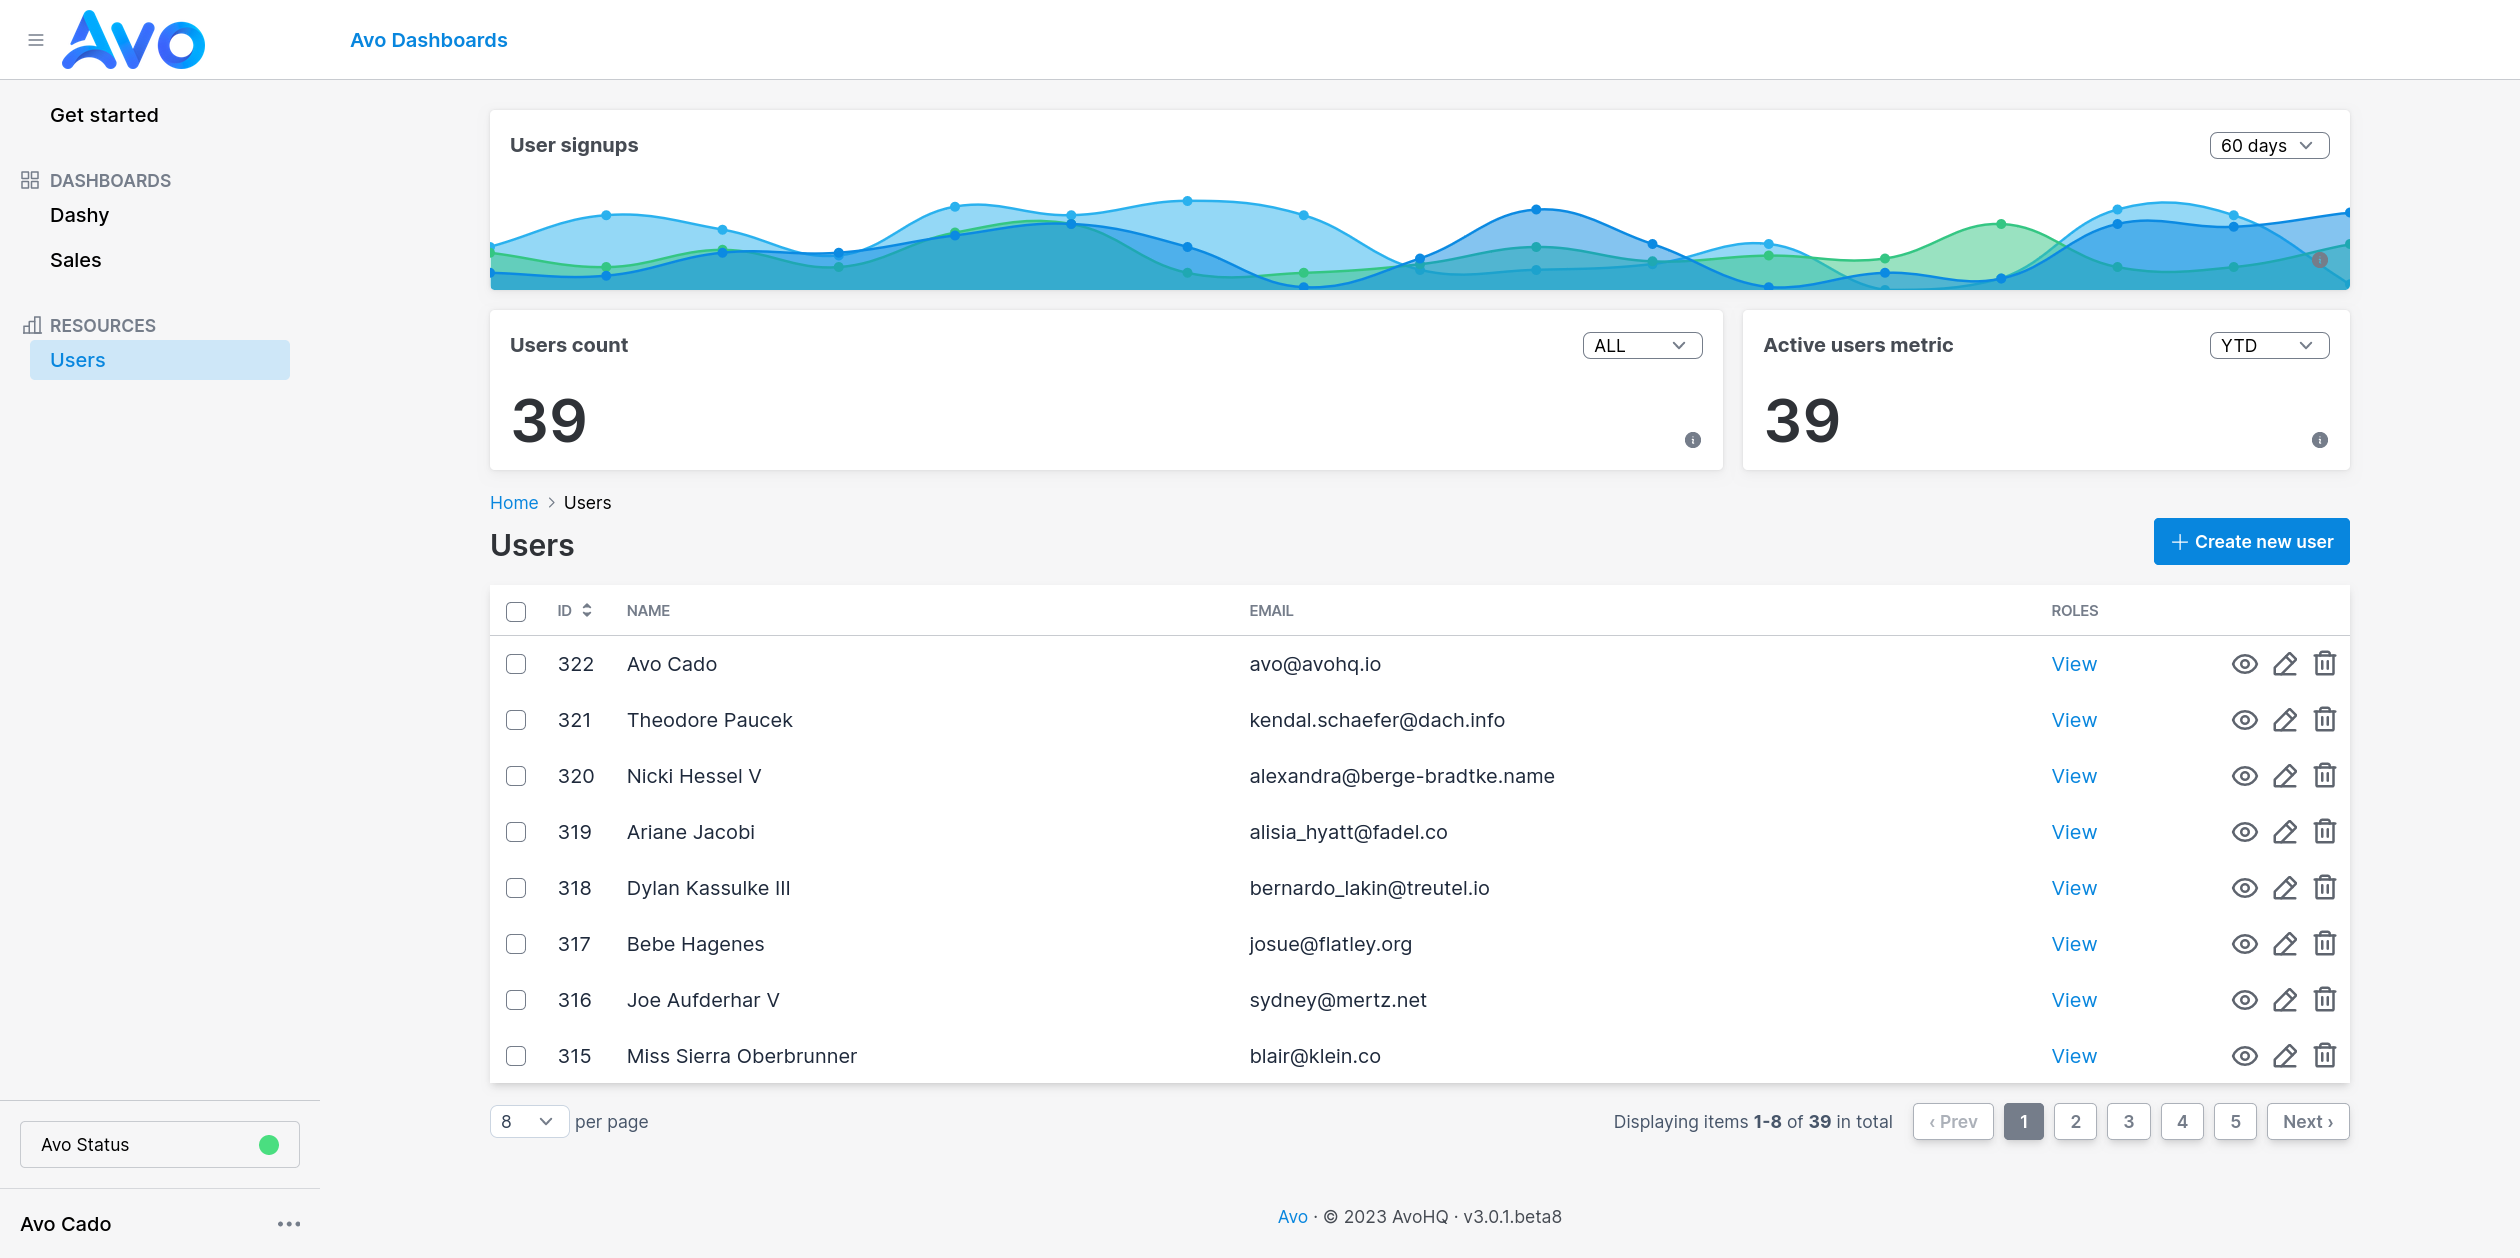 Avo
Avo Dashboards
Get started
DASHBOARDS
Dashy
Sales
RESOURCES
Users
Avo Status
Avo Cado
User signups
60 days
Users count
ALL
39
Active users metric
YTD
39
Home > Users
Users
+ Create new user
ID NAME EMAIL ROLES
322 Avo Cado avo@avohq.io View
321 Theodore Paucek kendal.schaefer@dach.info View
320 Nicki Hessel V alexandra@berge-bradtke.name View
319 Ariane Jacobi alisia_hyatt@fadel.co View
318 Dylan Kassulke III bernardo_lakin@treutel.io View
317 Bebe Hagenes josue@flatley.org View
316 Joe Aufderhar V sydney@mertz.net View
315 Miss Sierra Oberbrunner blair@klein.co View
8 per page
Displaying items 1-8 of 39 in total ‹ Prev 1 2 3 4 5 Next ›
Avo · © 2023 AvoHQ · v3.0.1.beta8